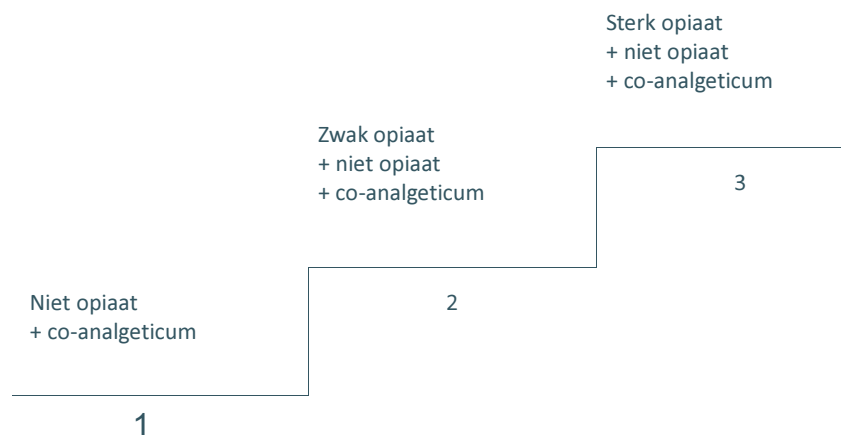 Sterk opiaat
+ niet opiaat
+ co-analgeticum
3
Zwak opiaat
+ niet opiaat
+ co-analgeticum
2
Niet opiaat
+ co-analgeticum
1